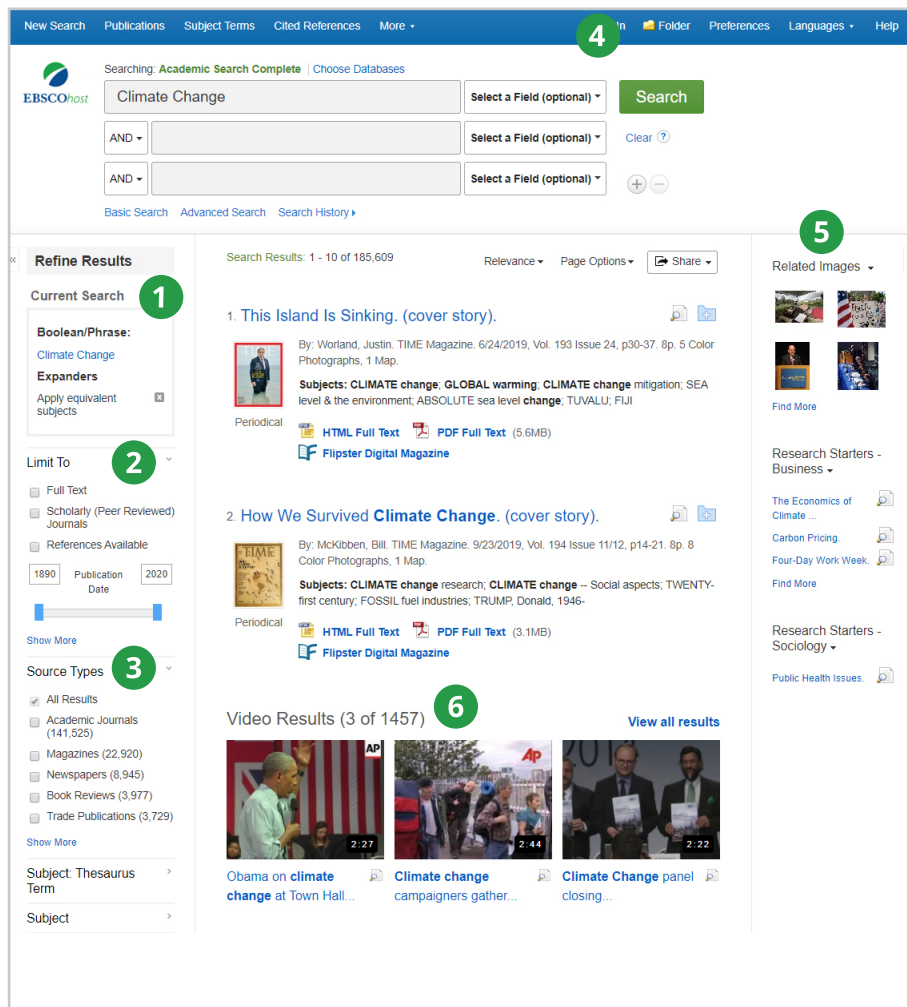 New Search Publications Subject Terms Cited References More
4
In Folder Preferences Languages Help
EBSCOhost
Searching: Academic Search Complete Choose Databases
Climate Change Select a Field (optional) Search
AND Select a Field (optional) Clear ?
AND Select a Field (optional)
Basic Search Advanced Search Search History
Refine Results
Current Search 1
Boolean/Phrase:
Climate Change
Expanders
Apply equivalent
subjects
Limit To 2
Full Text
Scholarly (Peer Reviewed)
Journals
References Available
1890 Publication 2020
Date
Show More
Source Types 3
All Results
Academic Journals
(141,525)
Magazines (22,920)
Newspapers (8,945)
Book Reviews (3,977)
Trade Publications (3,729)
Show More
Subject: Thesaurus
Term
Subject
Search Results: 1 - 10 of 185,609 Relevance Page Options Share
1. This Island Is Sinking. (cover story).
By: Worland, Justin. TIME Magazine. 6/24/2019, Vol. 193 Issue 24, p30-37. 8p. 5 Color
Photographs, 1 Map.
Subjects: CLIMATE change; GLOBAL warming; CLIMATE change mitigation; SEA
level & the environment; ABSOLUTE sea level change; TUVALU; FIJI
TIME
Periodical
HTML Full Text PDF Full Text (5.6MB)
Flipster Digital Magazine
2. How We Survived Climate Change. (cover story).
By: McKibben, Bill. TIME Magazine. 9/23/2019, Vol. 194 Issue 11/12, p14-21. 8p. 8
Color Photographs, 1 Map.
Subjects: CLIMATE change research; CLIMATE change -- Social aspects; TWENTY-
first century; FOSSIL fuel industries; TRUMP, Donald, 1946-
TIME
Periodical
HTML Full Text PDF Full Text (3.1MB)
Flipster Digital Magazine
Video Results (3 of 1457) 6 View all results
AP
2:27
AP
2:44
2:22
Obama on climate
change at Town Hall...
Climate change
campaigners gather...
Climate Change panel
closing...
5
Related Images
Find More
Research Starters -
Business
The Economics of
Climate ...
Carbon Pricing.
Four-Day Work Week.
Find More
Research Starters -
Sociology
Public Health Issues.